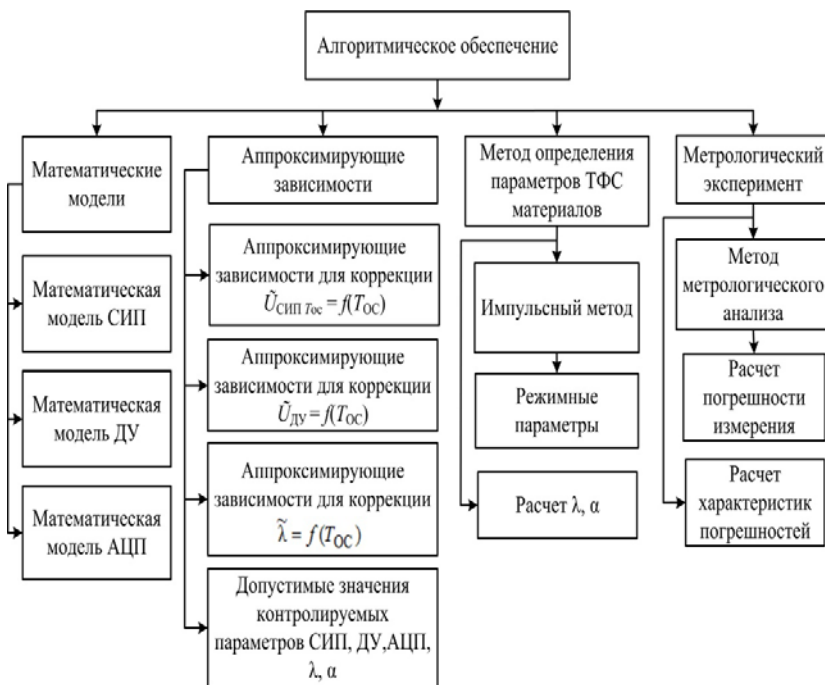 Алгоритмическое обеспечение
Математические
модели
Математическая
модель СИП
Математическая
модель ДУ
Математическая
модель АЦП
Аппроксимирующие
зависимости
Аппроксимирующие
зависимости для коррекции
Ũ_СИП Тос = f(T_ОС)
Аппроксимирующие
зависимости для коррекции
Ũ_ДУ = f(T_ОС)
Аппроксимирующие
зависимости для коррекции
λ̃ = f(T_ОС)
Допустимые значения
контролируемых
параметров СИП, ДУ,АЦП,
λ, α
Метод определения
параметров ТФС
материалов
Импульсный метод
Режимные
параметры
Расчет λ, α
Метрологический
эксперимент
Метод
метрологического
анализа
Расчет
погрешности
измерения
Расчет
характеристик
погрешностей